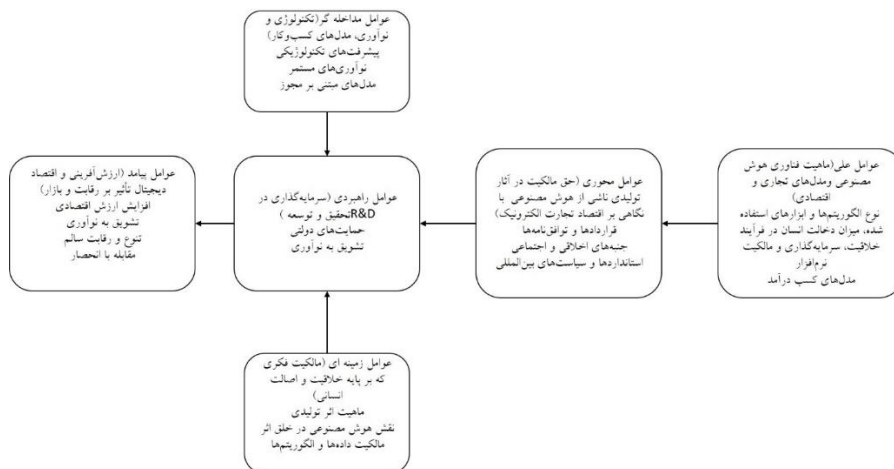 عوامل مداخله گر(تکنولوژی و
نوآوری، مدل‌های کسب‌وکار)
پیشرفت‌های تکنولوژیکی
نوآوری‌های مستمر
مدل‌های مبتنی بر مجوز
عوامل علی(ماهیت فناوری هوش
مصنوعی ومدل‌های تجاری و
اقتصادی)
نوع الگوریتم‌ها و ابزارهای استفاده
شده، میزان دخالت انسان در فرآیند
خلاقیت، سرمایه‌گذاری و مالکیت
نرم‌افزار
مدل‌های کسب درآمد
عوامل محوری (حق مالکیت در آثار
تولیدی ناشی از هوش مصنوعی با
نگاهی بر اقتصاد تجارت الکترونیک)
قراردادها و توافق‌نامه‌ها
جنبه‌های اخلاقی و اجتماعی
استانداردها و سیاست‌های بین‌المللی
عوامل راهبردی (سرمایه‌گذاری در
R&Dتحقیق و توسعه )
حمایت‌های دولتی
تشویق به نوآوری
عوامل پیامد (ارزش‌آفرینی و اقتصاد
دیجیتال تأثیر بر رقابت و بازار)
افزایش ارزش اقتصادی
تشویق به نوآوری
تنوع و رقابت سالم
مقابله با انحصار
عوامل زمینه ای (مالکیت فکری
که بر پایه خلاقیت و اصالت
انسانی)
ماهیت اثر تولیدی
نقش هوش مصنوعی در خلق اثر
مالکیت داده‌ها و الگوریتم‌ها